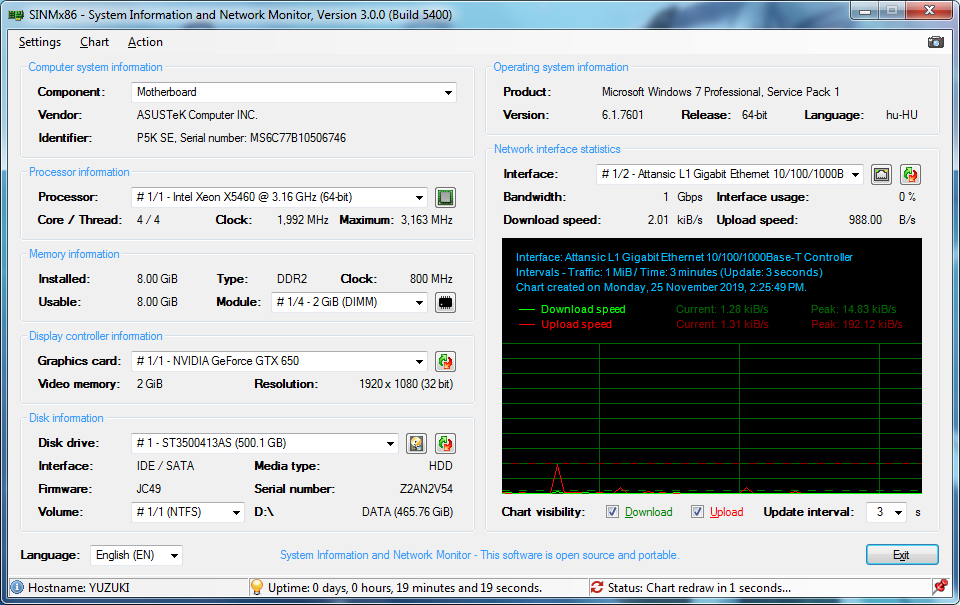 SINMx86 - System Information and Network Monitor, Version 3.0.0 (Build 5400)
Settings Chart Action
Computer system information
Component: Motherboard
Vendor: ASUSTeK Computer INC.
Identifier: P5K SE, Serial number: MS6C77B10506746
Processor information
Processor: # 1/1 - Intel Xeon X5460 @ 3.16 GHz (64-bit)
Core / Thread: 4 / 4 Clock: 1,992 MHz Maximum: 3,163 MHz
Memory information
Installed: 8.00 GiB Type: DDR2 Clock: 800 MHz
Usable: 8.00 GiB Module: # 1/4 - 2 GiB (DIMM)
Display controller information
Graphics card: # 1/1 - NVIDIA GeForce GTX 650
Video memory: 2 GiB Resolution: 1920 x 1080 (32 bit)
Disk information
Disk drive: # 1 - ST3500413AS (500.1 GB)
Interface: IDE / SATA Media type: HDD
Firmware: JC49 Serial number: Z2AN2V54
Volume: # 1/1 (NTFS) D:\ DATA (465.76 GiB)
Operating system information
Product: Microsoft Windows 7 Professional, Service Pack 1
Version: 6.1.7601 Release: 64-bit Language: hu-HU
Network interface statistics
Interface: # 1/2 - Attansic L1 Gigabit Ethernet 10/100/1000B
Bandwidth: 1 Gbps Interface usage: 0 %
Download speed: 2.01 kiB/s Upload speed: 988.00 B/s
Interface: Attansic L1 Gigabit Ethernet 10/100/1000Base-T Controller
Intervals - Traffic: 1 MiB / Time: 3 minutes (Update: 3 seconds)
Chart created on Monday, 25 November 2019, 2:25:49 PM.
Download speed Current: 1.28 kiB/s Peak: 14.83 kiB/s
Upload speed Current: 1.31 kiB/s Peak: 192.12 kiB/s
Chart visibility: Download Upload Update interval: 3 s
Language: English (EN) System Information and Network Monitor - This software is open source and portable. Exit
Hostname: YUZUKI Uptime: 0 days, 0 hours, 19 minutes and 19 seconds. Status: Chart redraw in 1 seconds...